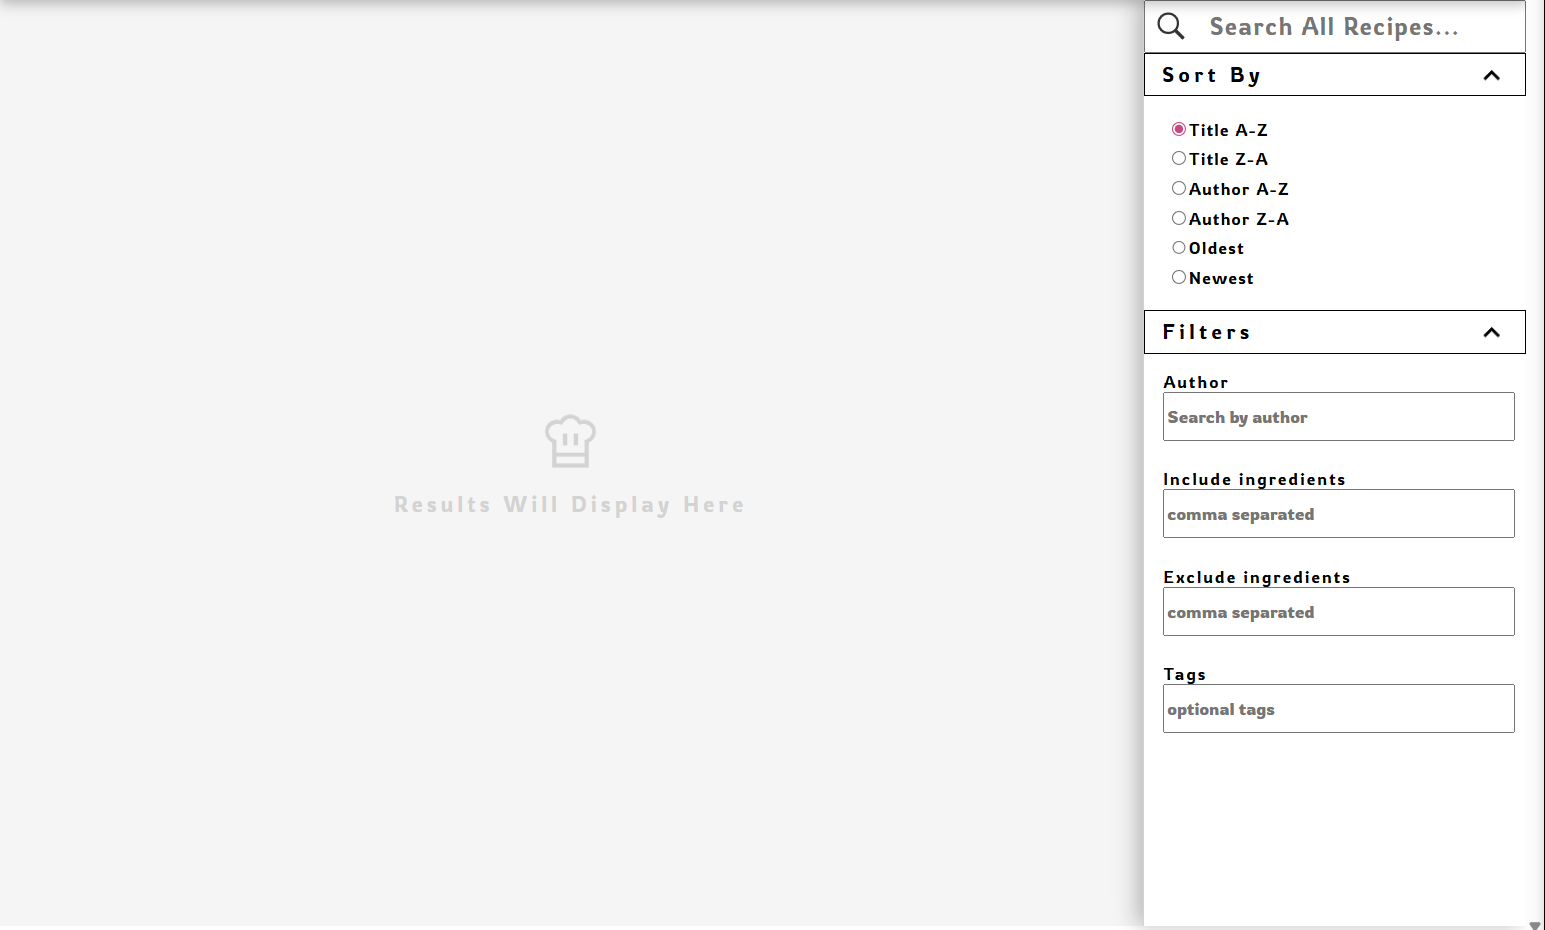 Search All Recipes...
Sort By
Title A-Z
Title Z-A
Author A-Z
Author Z-A
Oldest
Newest
Filters
Author
Search by author
Include ingredients
comma separated
Exclude ingredients
comma separated
Tags
optional tags
Results Will Display Here